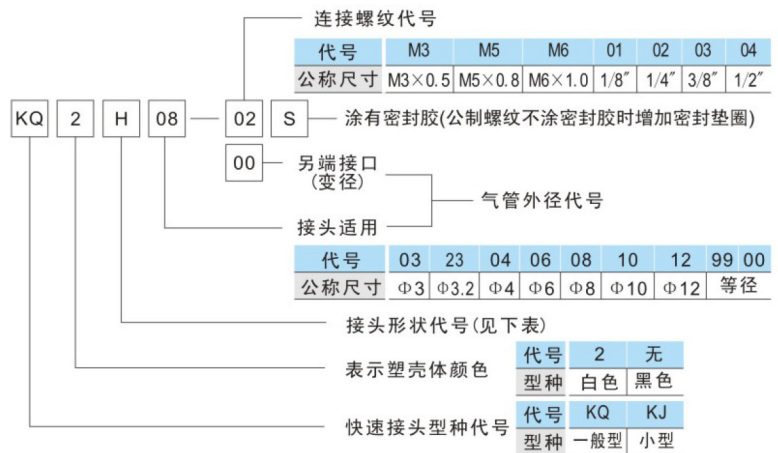 连接螺纹代号
代号 M3 M5 M6 01 02 03 04
公称尺寸 M3×0.5 M5×0.8 M6×1.0 1/8″ 1/4″ 3/8″ 1/2″
KQ 2 H 08 02 S 涂有密封胶(公制螺纹不涂密封胶时增加密封垫圈)
00 另端接口
(变径)
气管外径代号
接头适用
代号 03 23 04 06 08 10 12 99 00
公称尺寸 Φ3 Φ3.2 Φ4 Φ6 Φ8 Φ10 Φ12 等径
接头形状代号(见下表)
表示塑壳体颜色
代号 2 无
型种 白色 黑色
快速接头型种代号
代号 KQ KJ
型种 一般型 小型